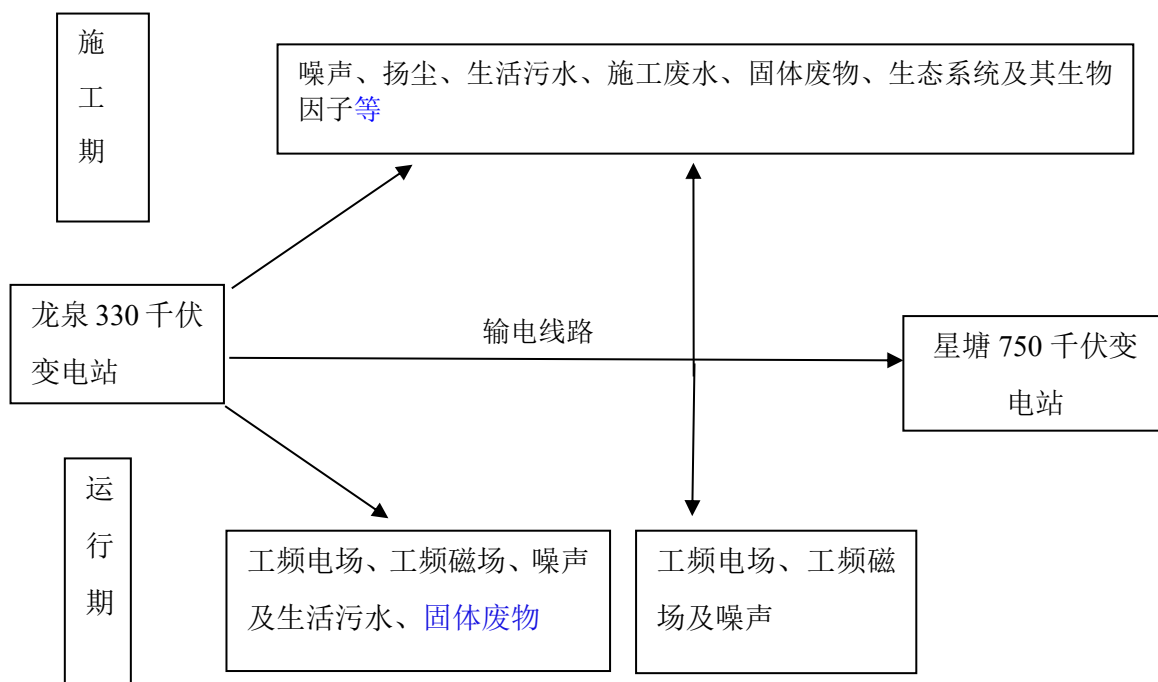 施
工
期
噪声、扬尘、生活污水、施工废水、固体废物、生态系统及其生物
因子等
龙泉 330 千伏
变电站
输电线路
星塘 750 千伏变
电站
运
行
期
工频电场、工频磁场、噪声
及生活污水、固体废物
工频电场、工频磁
场及噪声